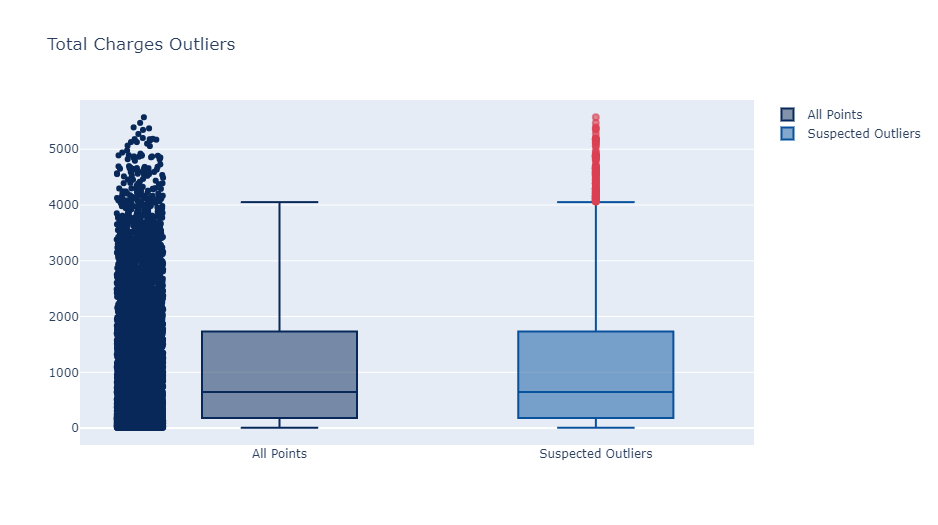 Total Charges Outliers
All Points
Suspected Outliers
5000
4000
3000
2000
1000
0
All Points
Suspected Outliers